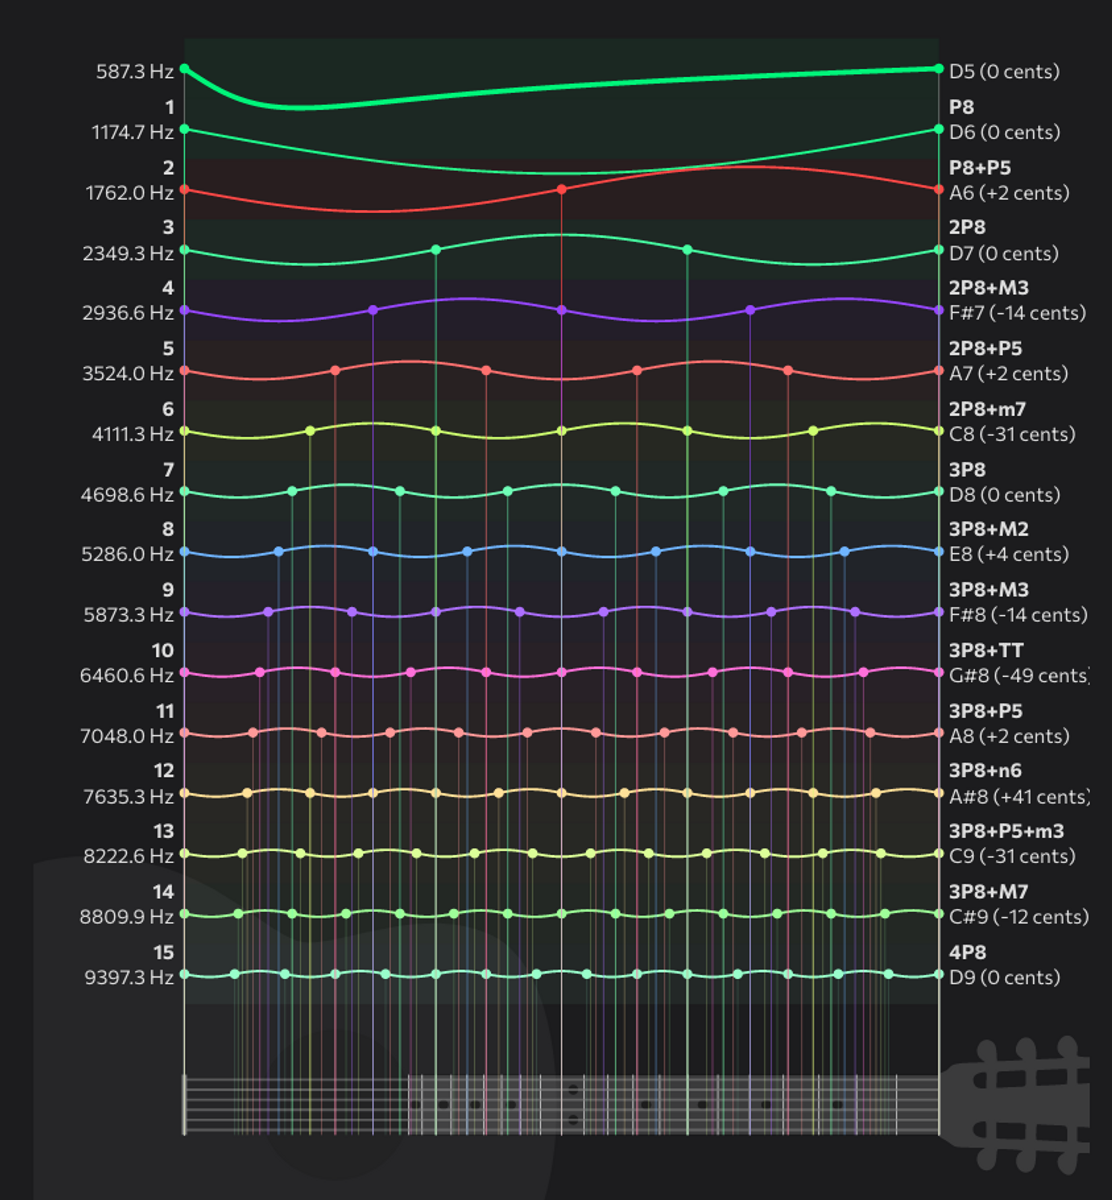 587.3 Hz D5 (0 cents)
1 P8
1174.7 Hz D6 (0 cents)
2 P8+P5
1762.0 Hz A6 (+2 cents)
3 2P8
2349.3 Hz D7 (0 cents)
4 2P8+M3
2936.6 Hz F#7 (-14 cents)
5 2P8+P5
3524.0 Hz A7 (+2 cents)
6 2P8+m7
4111.3 Hz C8 (-31 cents)
7 3P8
4698.6 Hz D8 (0 cents)
8 3P8+M2
5286.0 Hz E8 (+4 cents)
9 3P8+M3
5873.3 Hz F#8 (-14 cents)
10 3P8+TT
6460.6 Hz G#8 (-49 cents)
11 3P8+P5
7048.0 Hz A8 (+2 cents)
12 3P8+n6
7635.3 Hz A#8 (+41 cents)
13 3P8+P5+m3
8222.6 Hz C9 (-31 cents)
14 3P8+M7
8809.9 Hz C#9 (-12 cents)
15 4P8
9397.3 Hz D9 (0 cents)